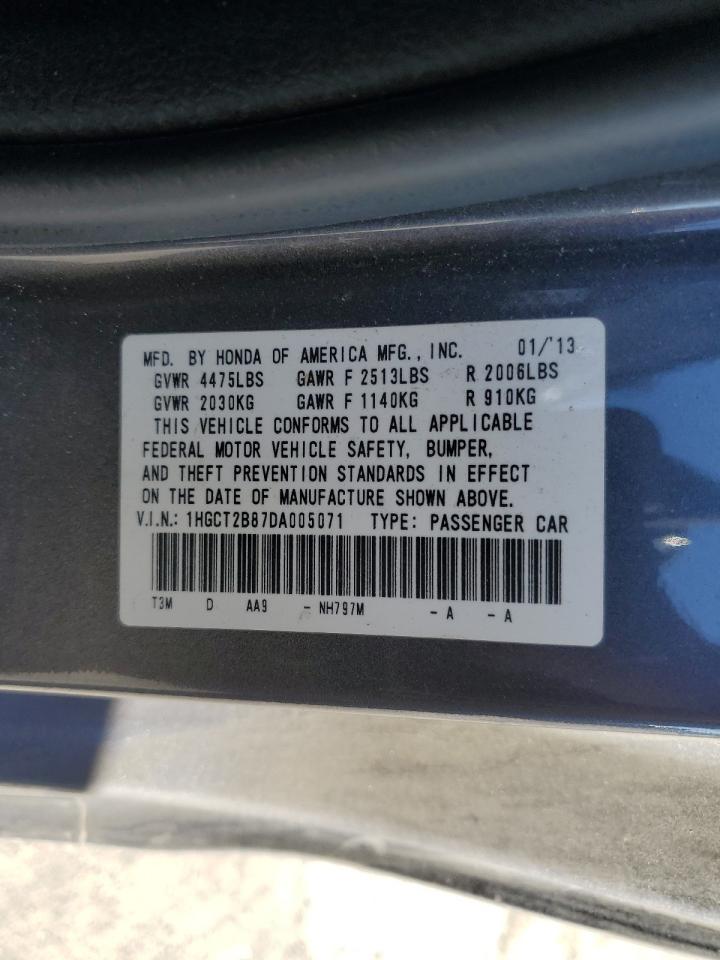 MFD. BY HONDA OF AMERICA MFG., INC. 01/'13
GVWR 4475LBS GAWR F 2513LBS R 2006LBS
GVWR 2030KG GAWR F 1140KG R 910KG
THIS VEHICLE CONFORMS TO ALL APPLICABLE
FEDERAL MOTOR VEHICLE SAFETY, BUMPER,
AND THEFT PREVENTION STANDARDS IN EFFECT
ON THE DATE OF MANUFACTURE SHOWN ABOVE.
V.I.N.: 1HGCT2B87DA005071 TYPE: PASSENGER CAR
T3M D AA9 - NH797M - A - A